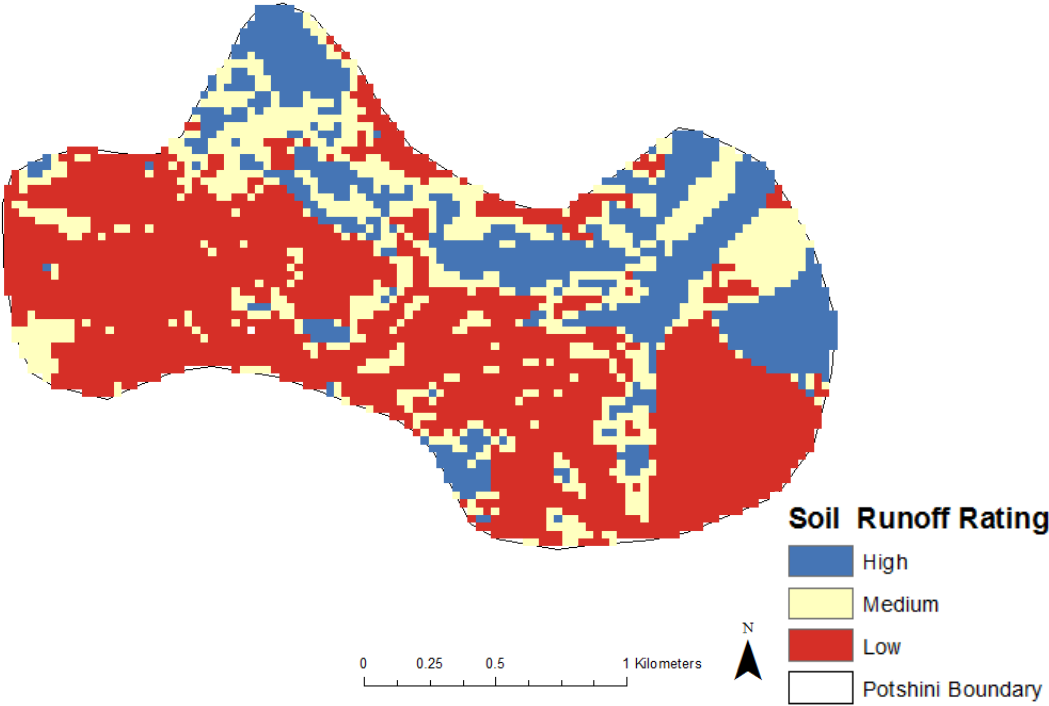 Soil Runoff Rating
High
Medium
Low
Potshini Boundary
N
0 0.25 0.5 1 Kilometers